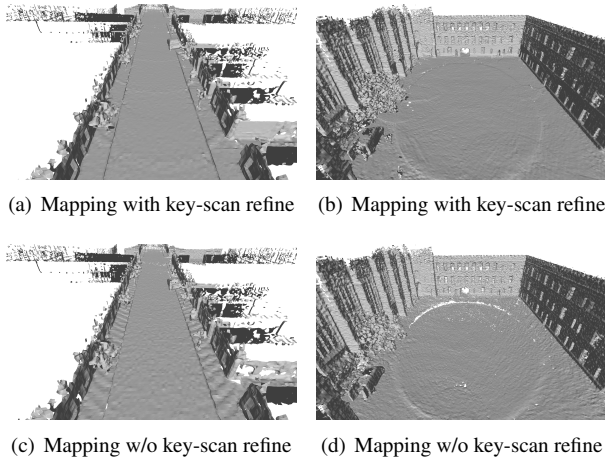 (a) Mapping with key-scan refine
(b) Mapping with key-scan refine
(c) Mapping w/o key-scan refine
(d) Mapping w/o key-scan refine